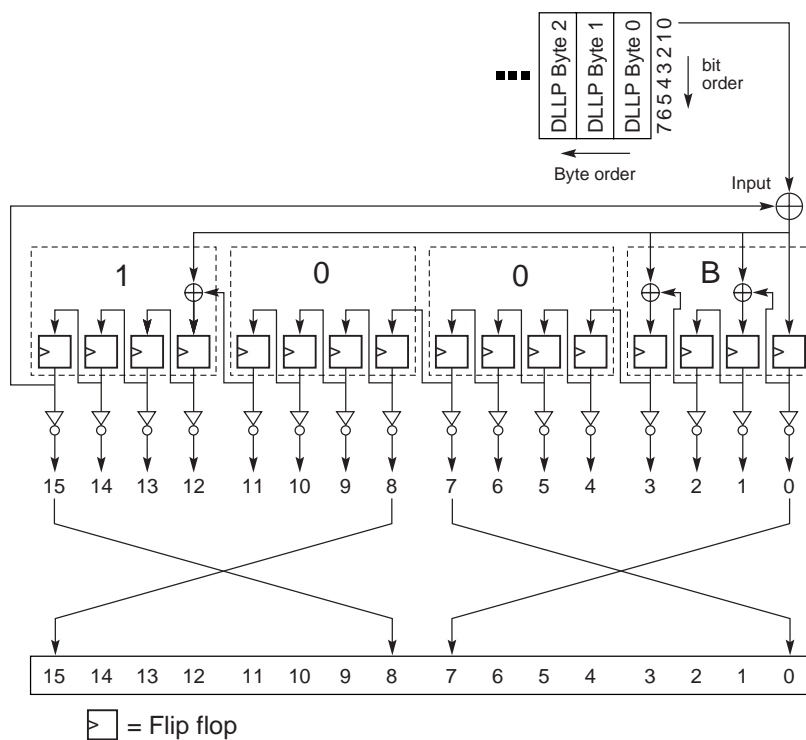 DLLP Byte 2
DLLP Byte 1
DLLP Byte 0
76543210
bit
order
Byte order
Input
1 0 0 B
> > > > > > > > > > > > > > > >
15 14 13 12 11 10 9 8 7 6 5 4 3 2 1 0
15 14 13 12 11 10 9 8 7 6 5 4 3 2 1 0
> = Flip flop